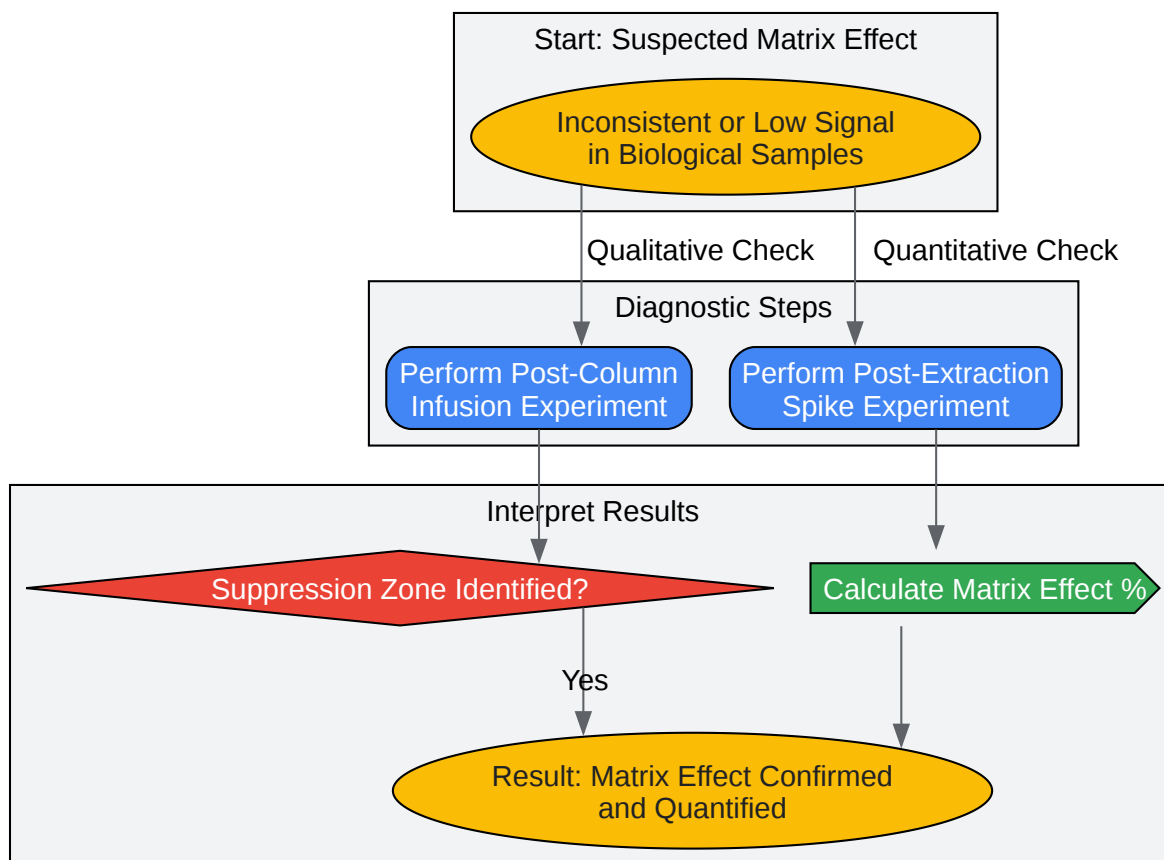 Start: Suspected Matrix Effect
Inconsistent or Low Signal
in Biological Samples
Qualitative Check
Quantitative Check
Diagnostic Steps
Perform Post-Column
Infusion Experiment
Perform Post-Extraction
Spike Experiment
Interpret Results
Suppression Zone Identified?
Calculate Matrix Effect %
Yes
Result: Matrix Effect Confirmed
and Quantified